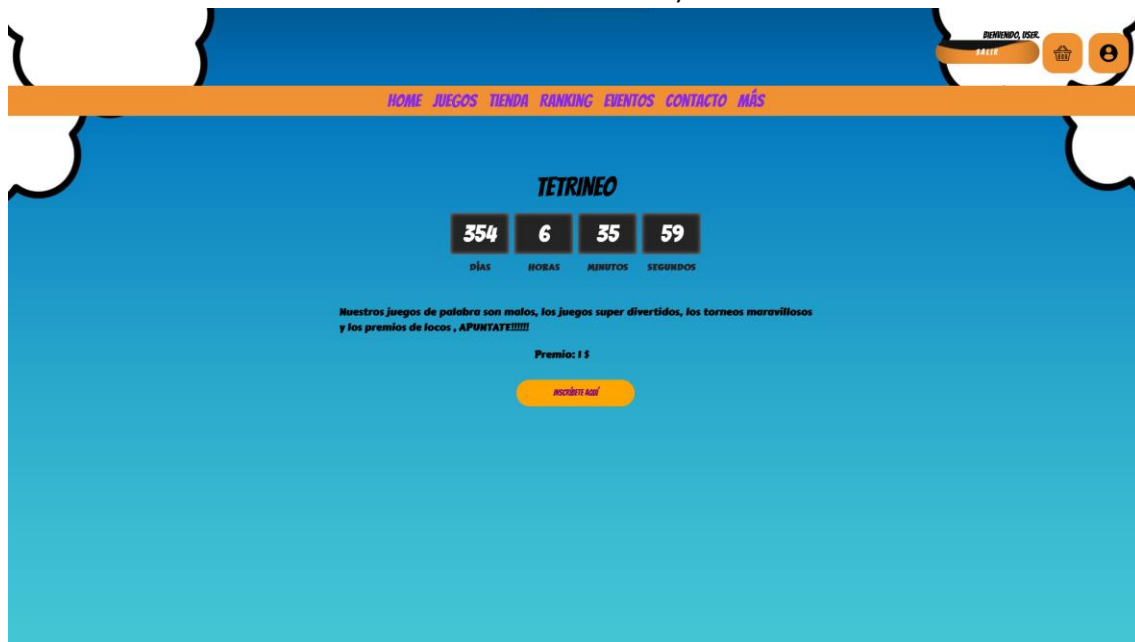 BIENVENIDO, USER.
SALIR
HOME JUEGOS TIENDA RANKING EVENTOS CONTACTO MÁS
TETRINEO
354 6 35 59
DÍAS HORAS MINUTOS SEGUNDOS
Nuestros juegos de palabra son malos, los juegos super divertidos, los torneos maravillosos
y los premios de locos , APUNTATE!!!!!!
Premio: 1 $
INSCRÍBETE AQUÍ